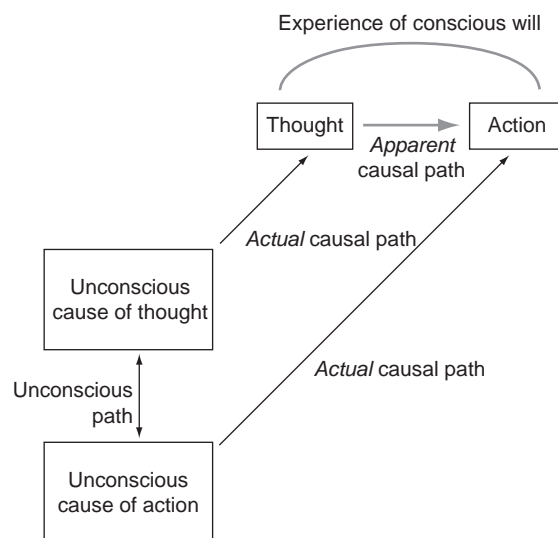 Experience of conscious will
Thought
Action
Apparent
causal path
Actual causal path
Unconscious
cause of thought
Actual causal path
Unconscious
path
Unconscious
cause of action